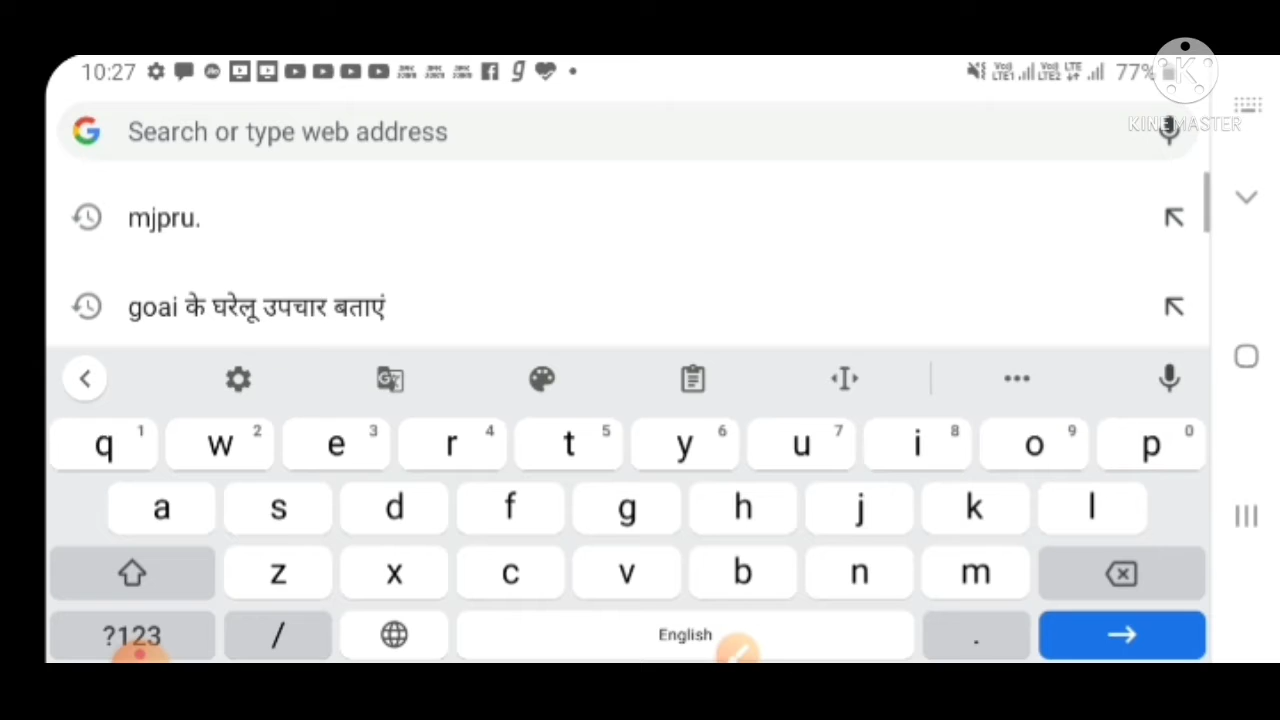 10:27 77%
KINEMASTER
Search or type web address
mjpru.
goai के घरेलू उपचार बताएं
q 1 w 2 e 3 r 4 t 5 y 6 u 7 i 8 o 9 p 0
a s d f g h j k l
z x c v b n m
?123 / English .